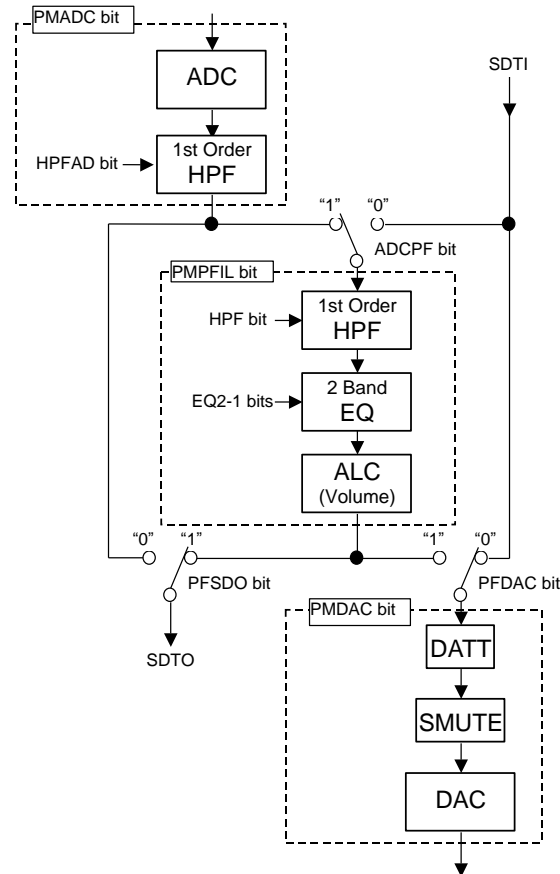 PMADC bit
ADC
SDTI
HPFAD bit
1st Order
HPF
“1”
“0”
ADCPF bit
PMPFIL bit
HPF bit
1st Order
HPF
EQ2-1 bits
2 Band
EQ
ALC
(Volume)
“0”
“1”
“1”
“0”
PFSDO bit
PFDAC bit
PMDAC bit
SDTO
DATT
SMUTE
DAC